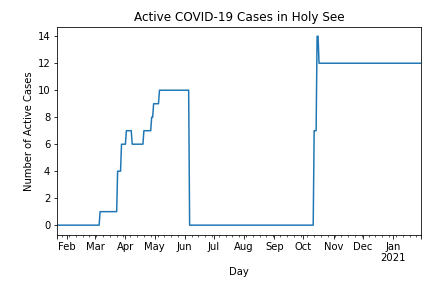 Active COVID-19 Cases in Holy See
14
12
10
8
6
4
2
0
Number of Active Cases
Feb Mar Apr May Jun Jul Aug Sep Oct Nov Dec Jan
2021
Day